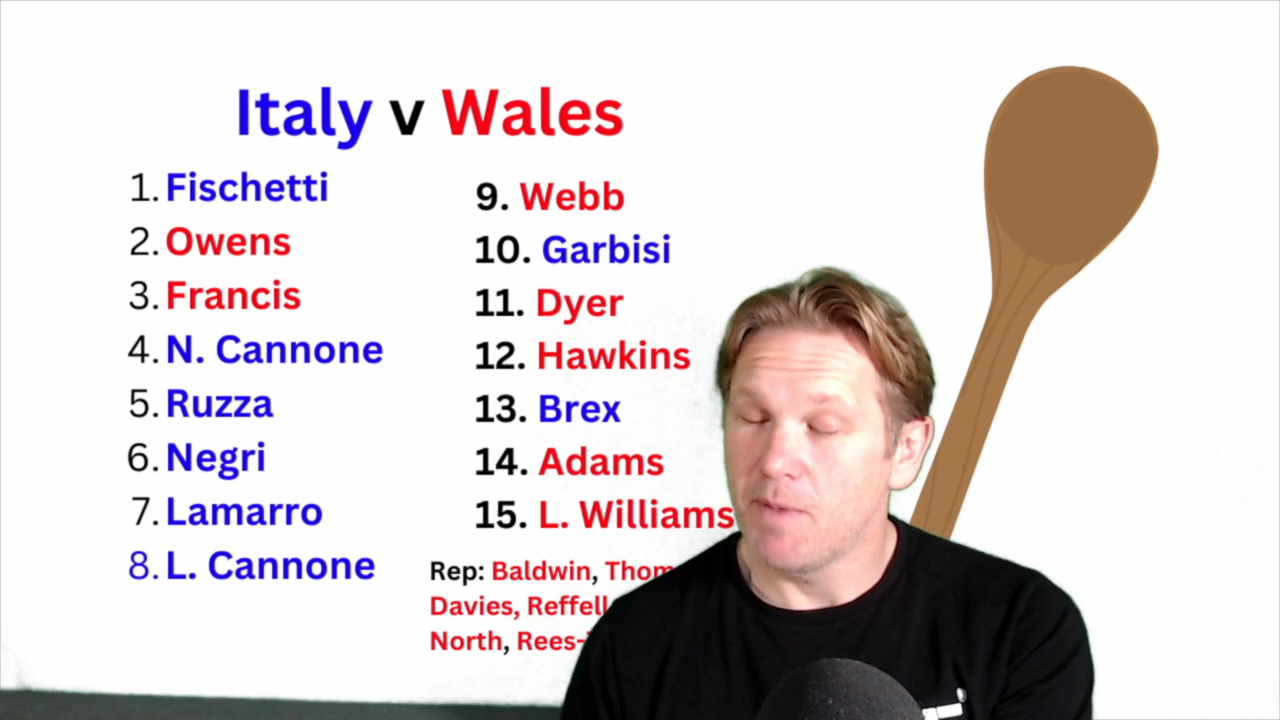 Italy v Wales
1. Fischetti
2. Owens
3. Francis
4. N. Cannone
5. Ruzza
6. Negri
7. Lamarro
8. L. Cannone
9. Webb
10. Garbisi
11. Dyer
12. Hawkins
13. Brex
14. Adams
15. L. Williams
Rep: Baldwin,
Davies, Reffell
North,